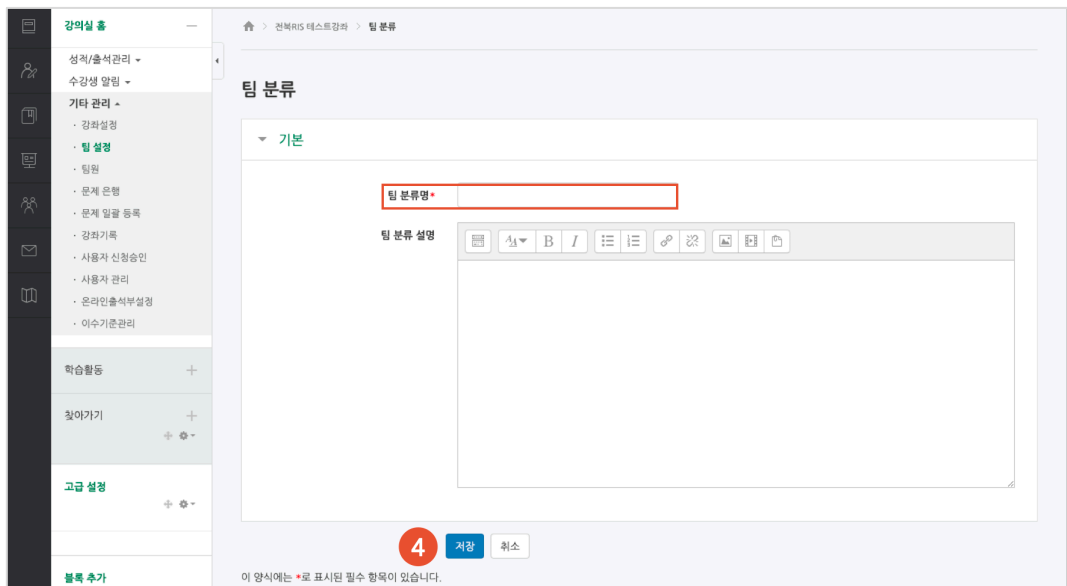 강의실 홈
성적/출석관리
수강생 알림
기타 관리
· 강좌설정
· 팀 설정
· 팀원
· 문제 은행
· 문제 일괄 등록
· 강좌기록
· 사용자 신청승인
· 사용자 관리
· 온라인출석부설정
· 이수기준관리
학습활동
찾아가기
고급 설정
블록 추가
전북RIS 테스트강좌 > 팀 분류
팀 분류
기본
팀 분류명*
팀 분류 설명
B I
4 저장 취소
이 양식에는 *로 표시된 필수 항목이 있습니다.